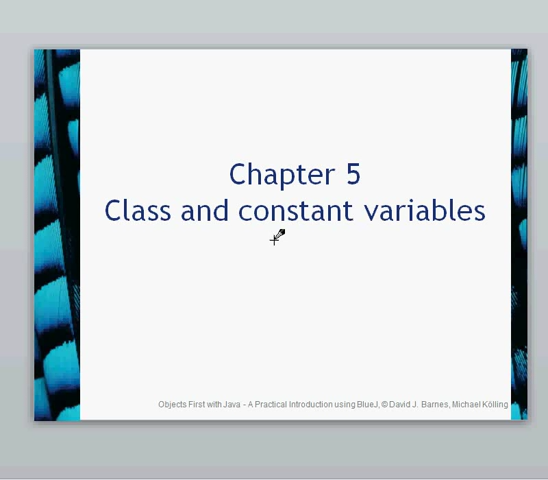 Chapter 5
Class and constant variables
Objects First with Java - A Practical Introduction using BlueJ, © David J. Barnes, Michael Kölling